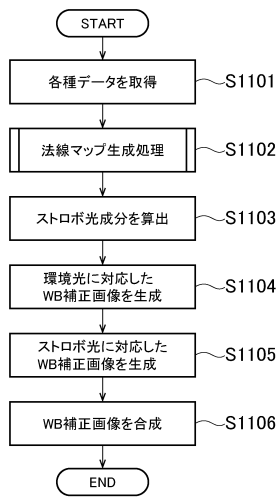 START
各種データを取得
S1101
法線マップ生成処理
S1102
ストロボ光成分を算出
S1103
環境光に対応した
WB補正画像を生成
S1104
ストロボ光に対応した
WB補正画像を生成
S1105
WB補正画像を合成
S1106
END